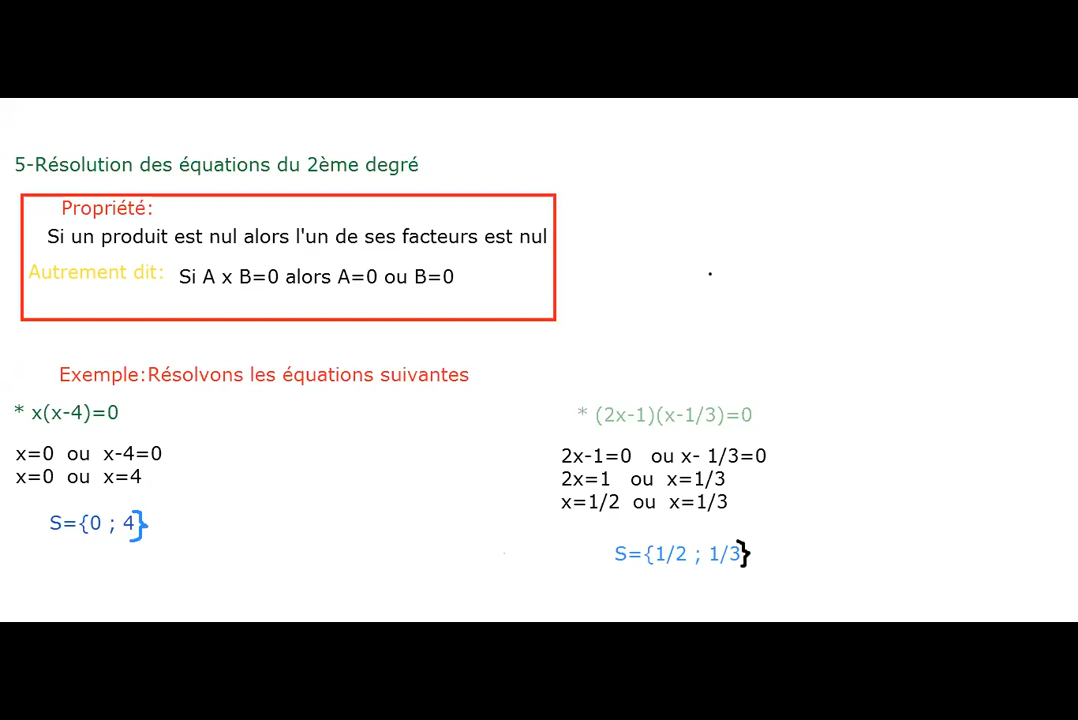 5-Résolution des équations du 2ème degré
Propriété:
Si un produit est nul alors l'un de ses facteurs est nul
Autrement dit: Si A x B=0 alors A=0 ou B=0
Exemple:Résolvons les équations suivantes
* x(x-4)=0
x=0 ou x-4=0
x=0 ou x=4
S={0 ; 4}
* (2x-1)(x-1/3)=0
2x-1=0 ou x- 1/3=0
2x=1 ou x=1/3
x=1/2 ou x=1/3
S={1/2 ; 1/3}